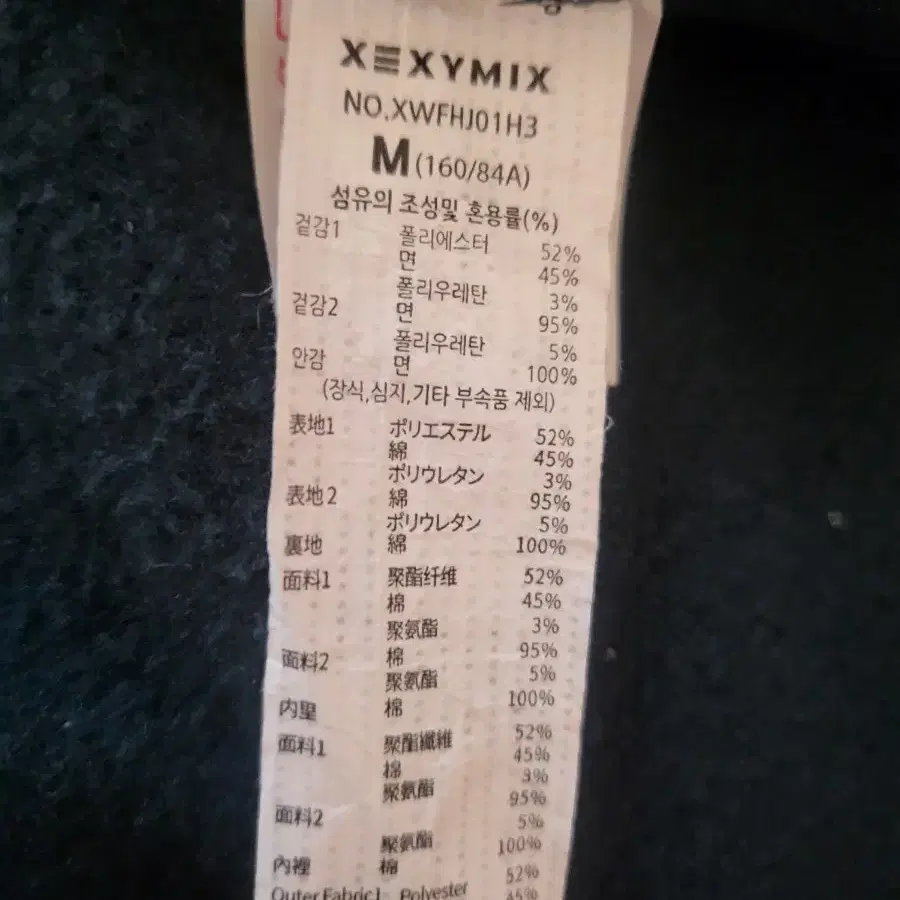 XΞXYMIX
NO.XWFHJ01H3
M(160/84A)
섬유의 조성및 혼용률(%)
겉감1 폴리에스터 52%
면 45%
폴리우레탄 3%
겉감2 면 95%
폴리우레탄 5%
안감 면 100%
(장식,심지,기타 부속품 제외)
表地1 ポリエステル 52%
綿 45%
ポリウレタン 3%
表地2 綿 95%
ポリウレタン 5%
裏地 綿 100%
面料1 聚酯纤维 52%
棉 45%
聚氨酯 3%
面料2 棉 95%
聚氨酯 5%
内里 棉 100%
面料1 聚酯纖維 52%
棉 45%
聚氨酯 3%
面料2 95%
聚氨酯 5%
內裡 棉 100%
Outer Fabric1 Polyester 52%
45%